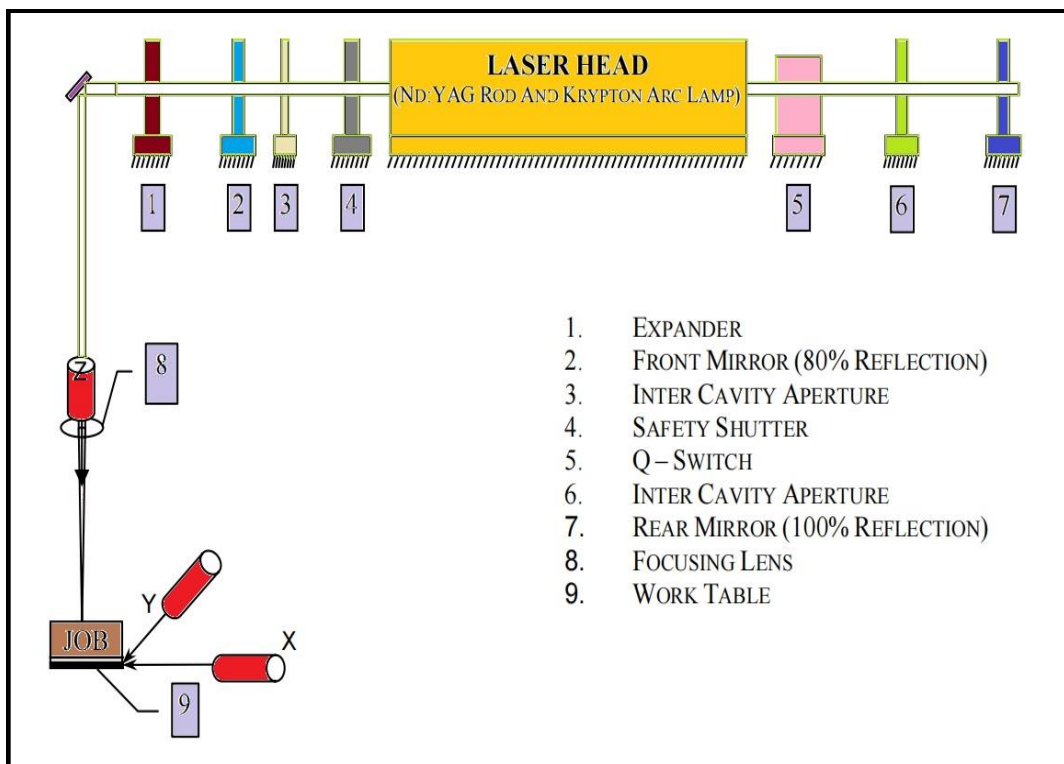 LASER HEAD
(ND:YAG ROD AND KRYPTON ARC LAMP)
1
2
3
4
5
6
7
Z
8
1. EXPANDER
2. FRONT MIRROR (80% REFLECTION)
3. INTER CAVITY APERTURE
4. SAFETY SHUTTER
5. Q – SWITCH
6. INTER CAVITY APERTURE
7. REAR MIRROR (100% REFLECTION)
8. FOCUSING LENS
9. WORK TABLE
Y
X
JOB
9